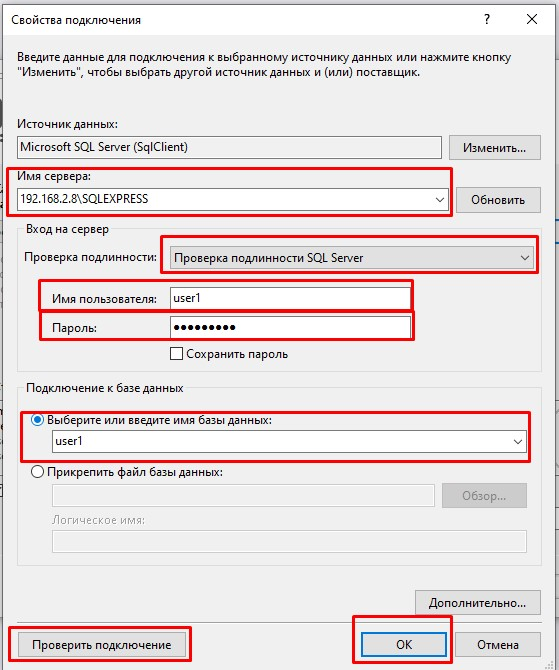 Свойства подключения
?
Введите данные для подключения к выбранному источнику данных или нажмите кнопку
"Изменить", чтобы выбрать другой источник данных и (или) поставщик.
Источник данных:
Microsoft SQL Server (SqlClient)
Изменить...
Имя сервера:
192.168.2.8\SQLEXPRESS
Обновить
Вход на сервер
Проверка подлинности:
Проверка подлинности SQL Server
Имя пользователя:
user1
Пароль:
●●●●●●●●●
Сохранить пароль
Подключение к базе данных
Выберите или введите имя базы данных:
user1
Прикрепить файл базы данных:
Обзор...
Логическое имя:
Дополнительно...
Проверить подключение
ОК
Отмена